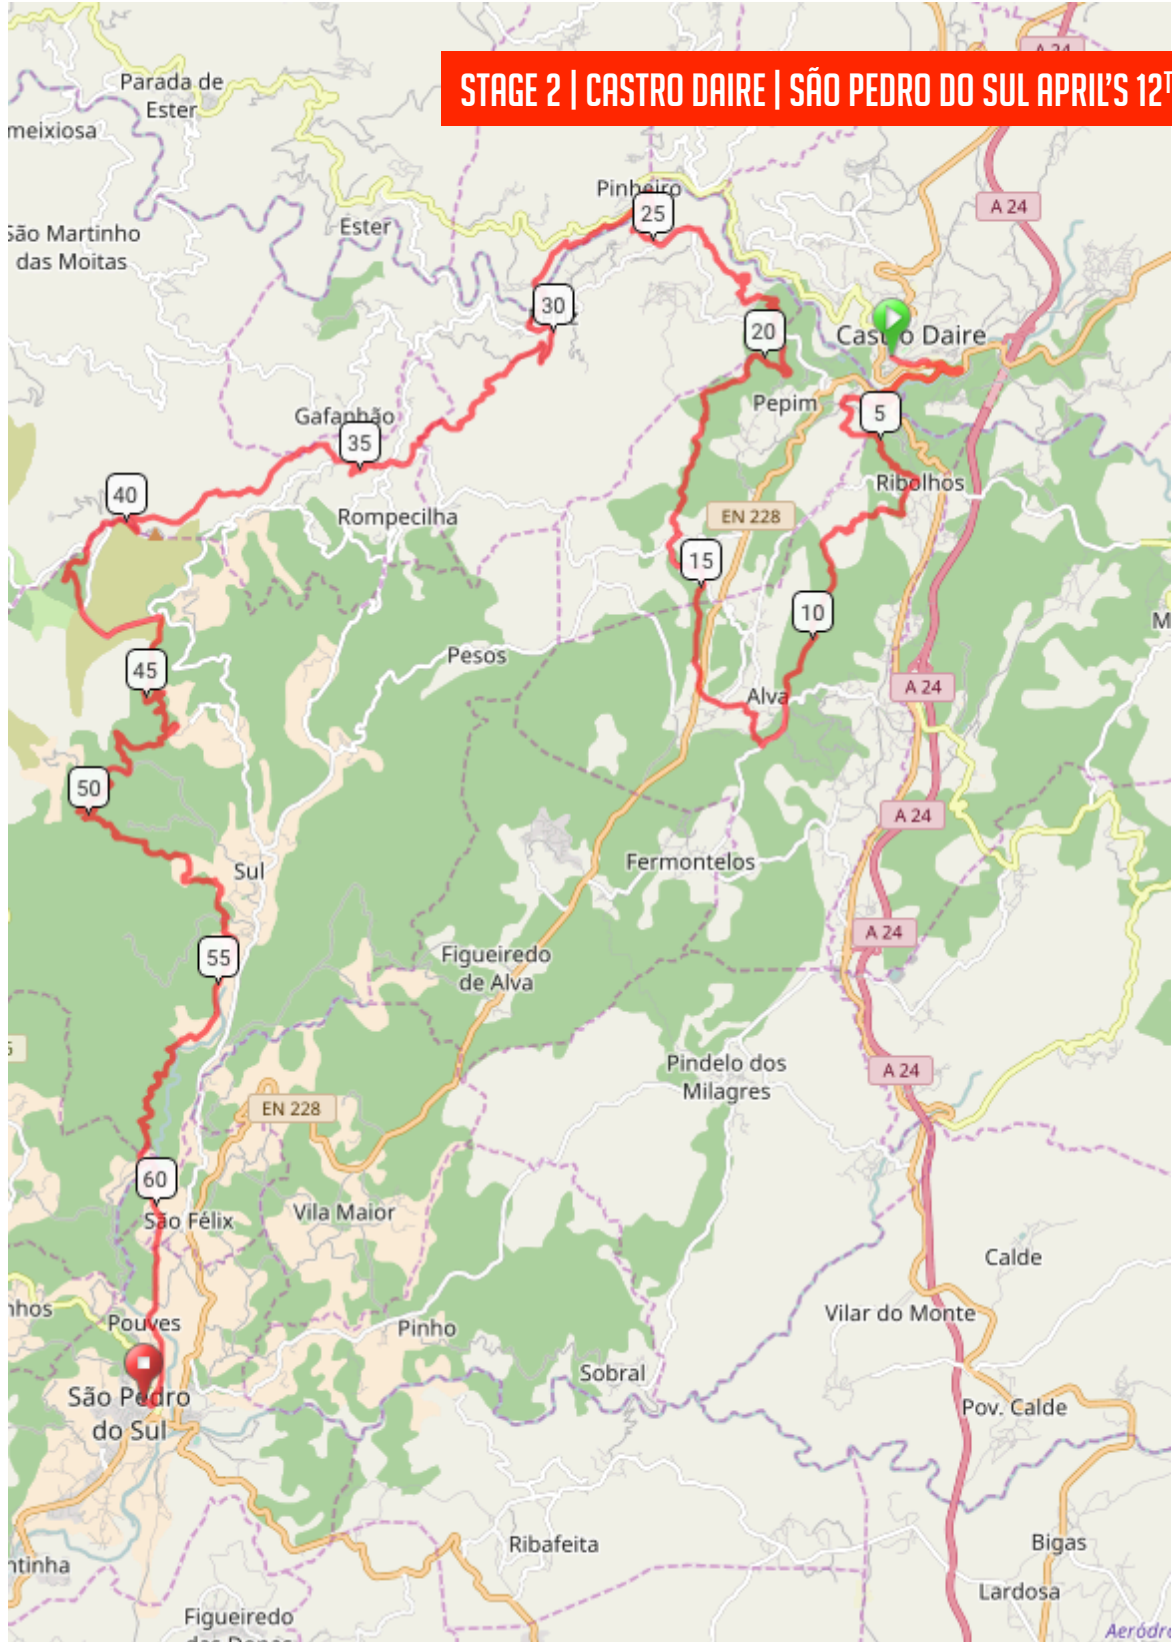 A 24
STAGE 2 | CASTRO DAIRE | SÃO PEDRO DO SUL APRIL'S 12
Parada de
Ester
meixiosa
Pinheiro
25
A 24
São Martinho
das Moitas
Ester
30
Castro Daire
20
Pepim
5
Gafanhão
35
Ribolhos
40
Rompecilha
EN 228
15
10
Pesos
45
Alva
A 24
M
50
A 24
Sul
Fermontelos
55
A 24
Figueiredo
de Alva
Pindelo dos
Milagres
A 24
EN 228
60
São Félix
Vila Maior
Calde
nhos
Pouves
Pinho
Vilar do Monte
Sobral
São Pedro
do Sul
Pov. Calde
Ribafeita
Bigas
ntinha
Lardosa
Figueiredo
Aeródr